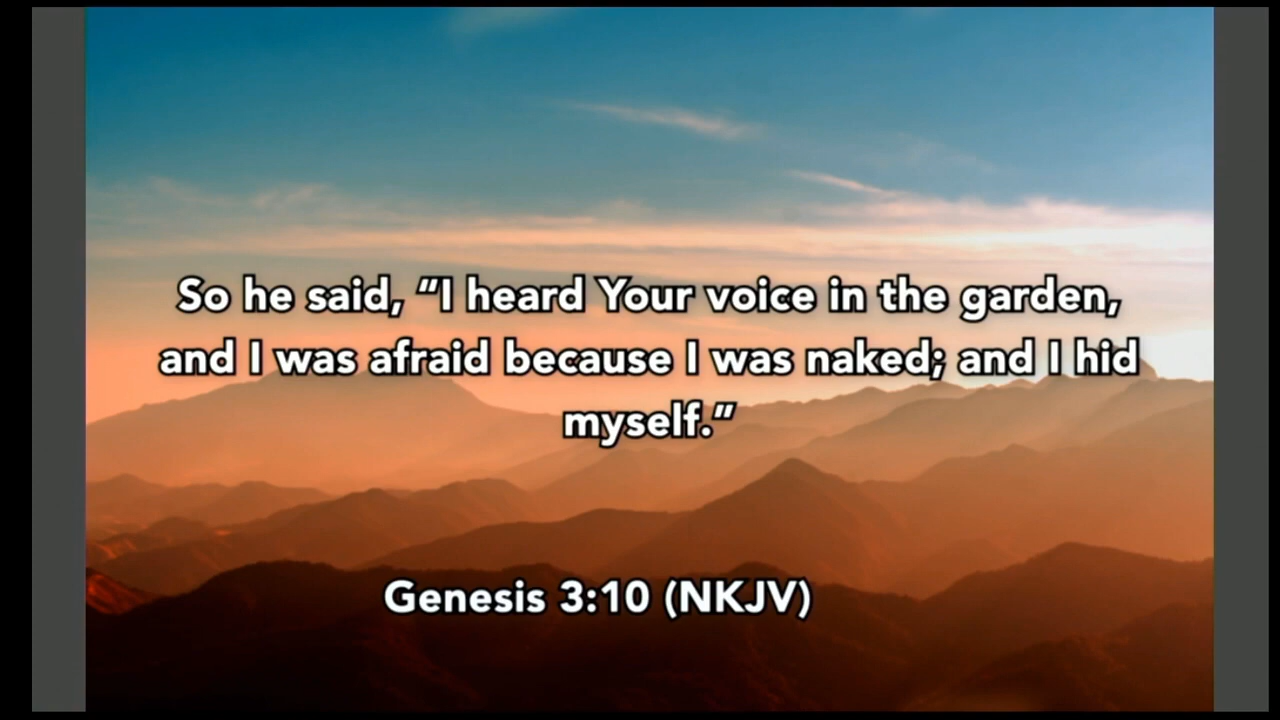 So he said, “I heard Your voice in the garden,
and I was afraid because I was naked; and I hid
myself.”
Genesis 3:10 (NKJV)